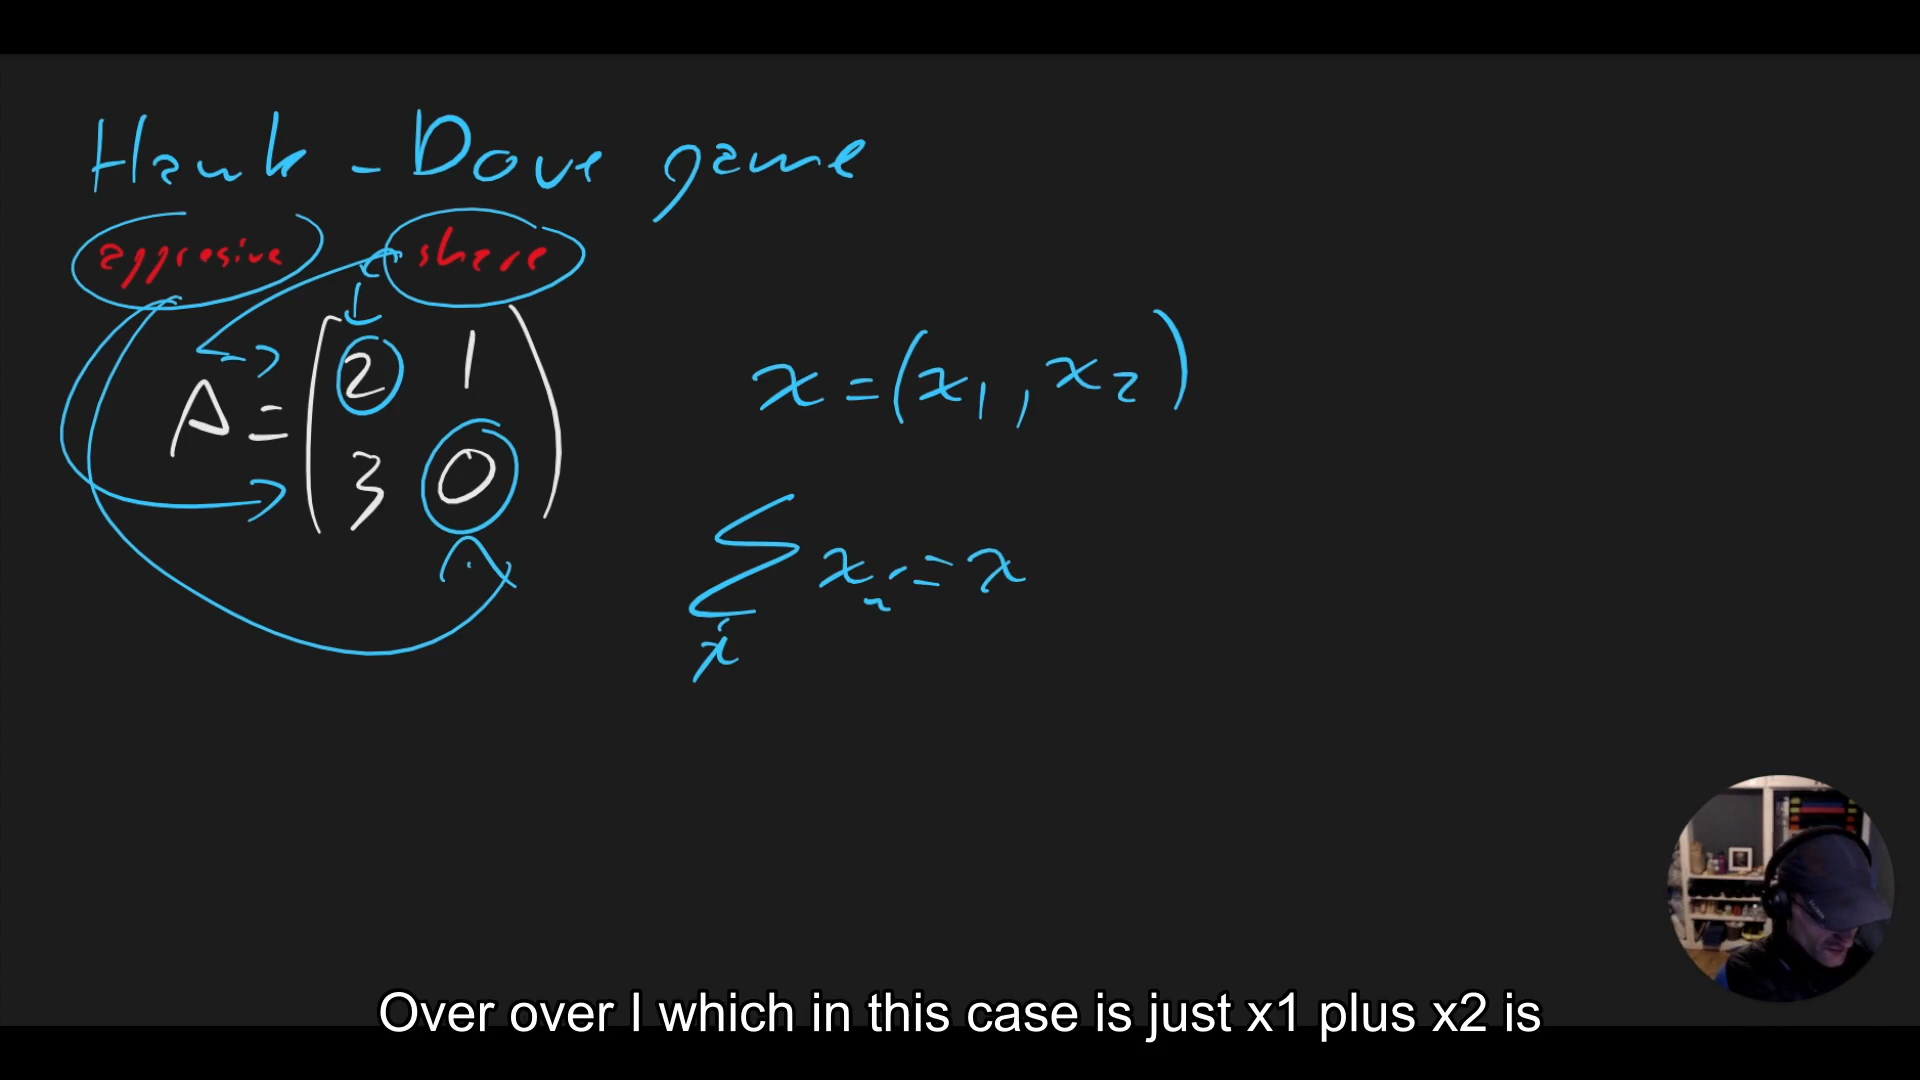 Hawk - Dove game
aggresive share
A = ( 2 1
3 0 )
x = (x1, x2)
∑ xi = x
i
Over over I which in this case is just x1 plus x2 is